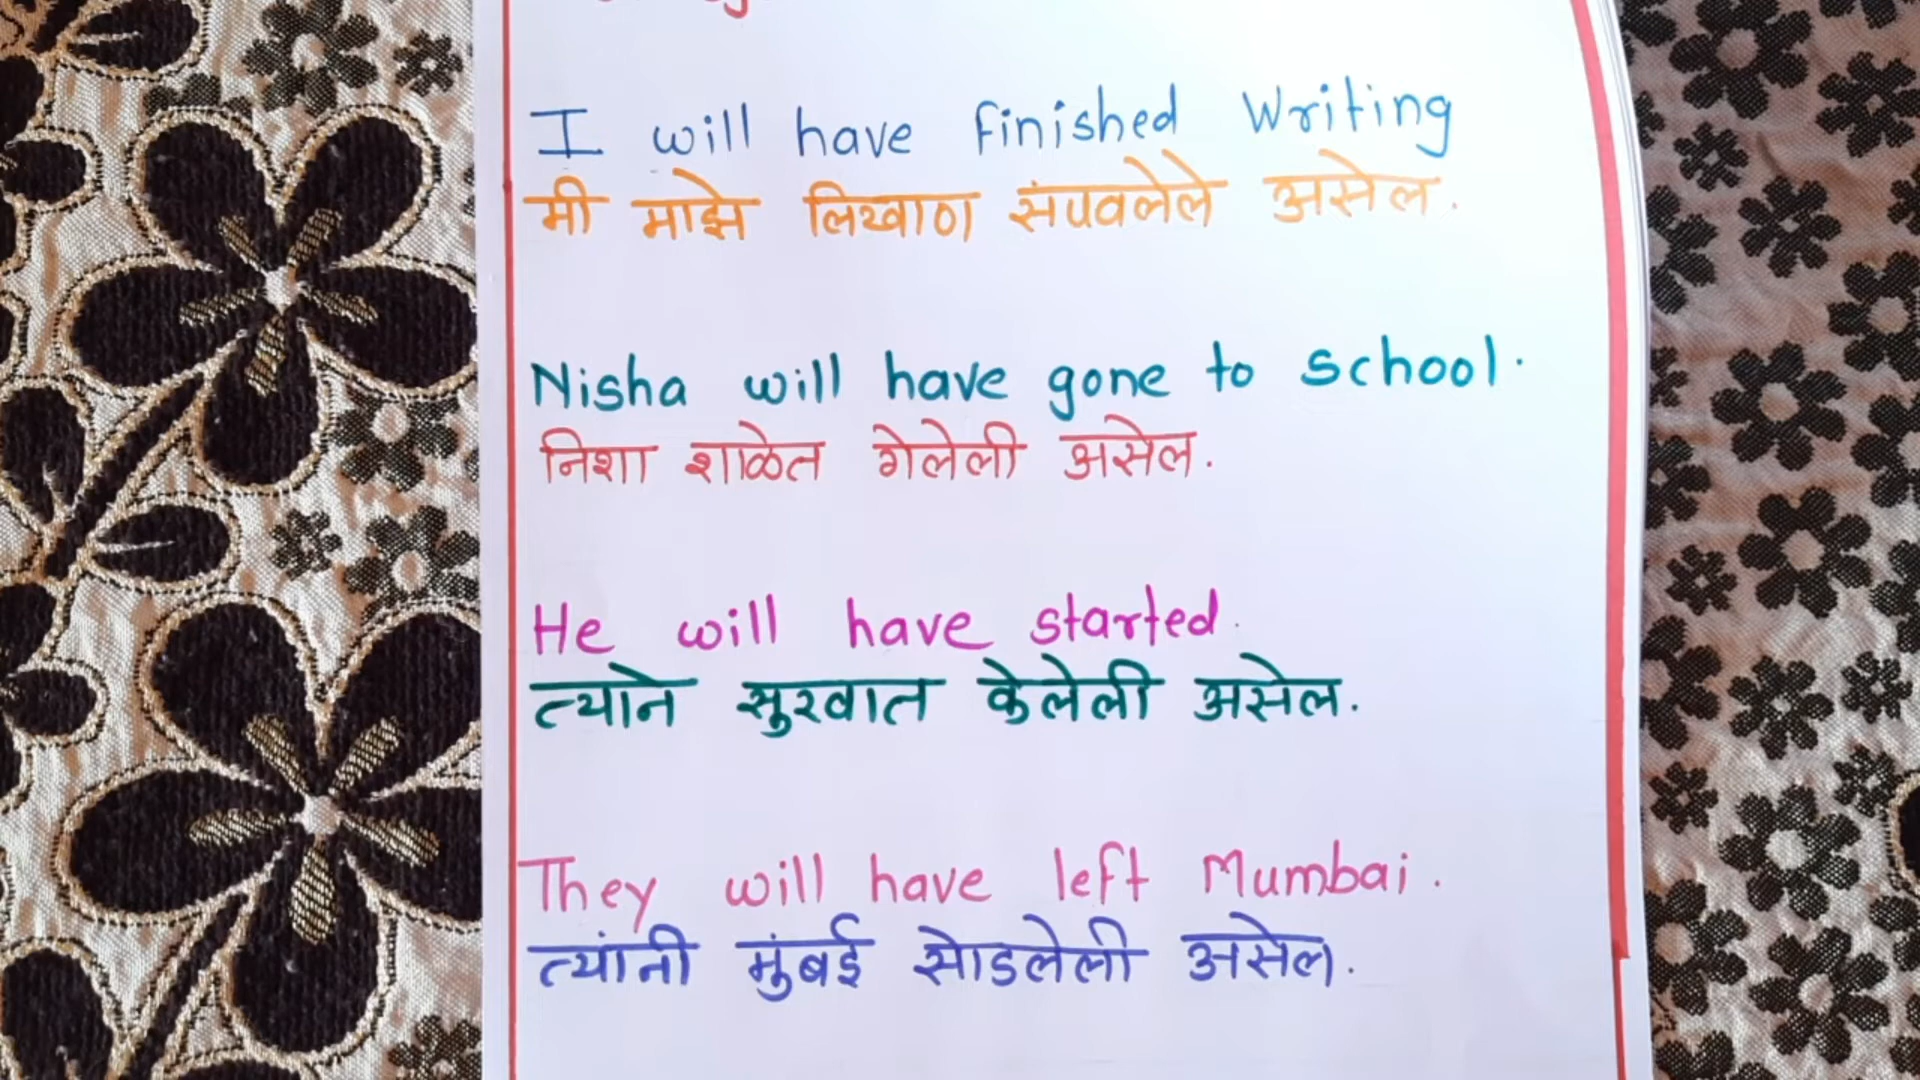 I will have finished Writing
मी माझे लिखाण संपवलेले असेल.
Nisha will have gone to school.
निशा शाळेत गेलेली असेल.
He will have started.
त्याने सुरवात केलेली असेल.
They will have left Mumbai.
त्यांनी मुंबई सोडलेली असेल.